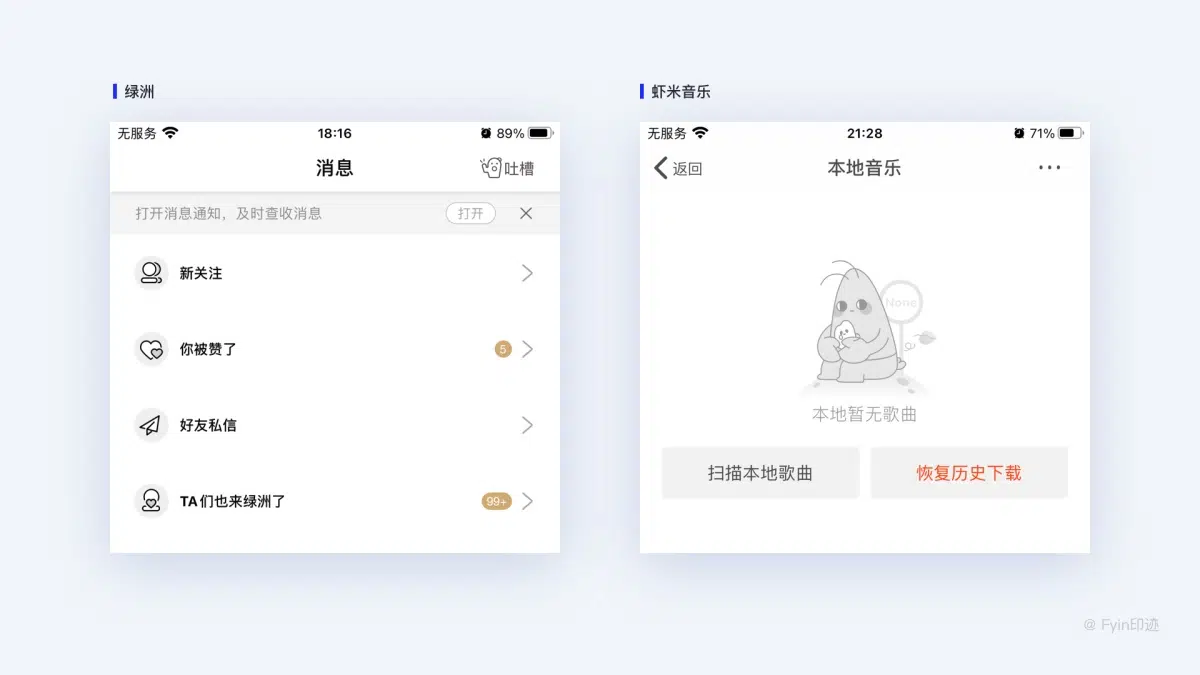 绿洲
无服务 18:16 89%
消息 吐槽
打开消息通知，及时查收消息 打开
新关注
你被赞了 5
好友私信
TA们也来绿洲了 99+
虾米音乐
无服务 21:28 71%
返回 本地音乐
None
本地暂无歌曲
扫描本地歌曲 恢复历史下载
@ Fyin印迹